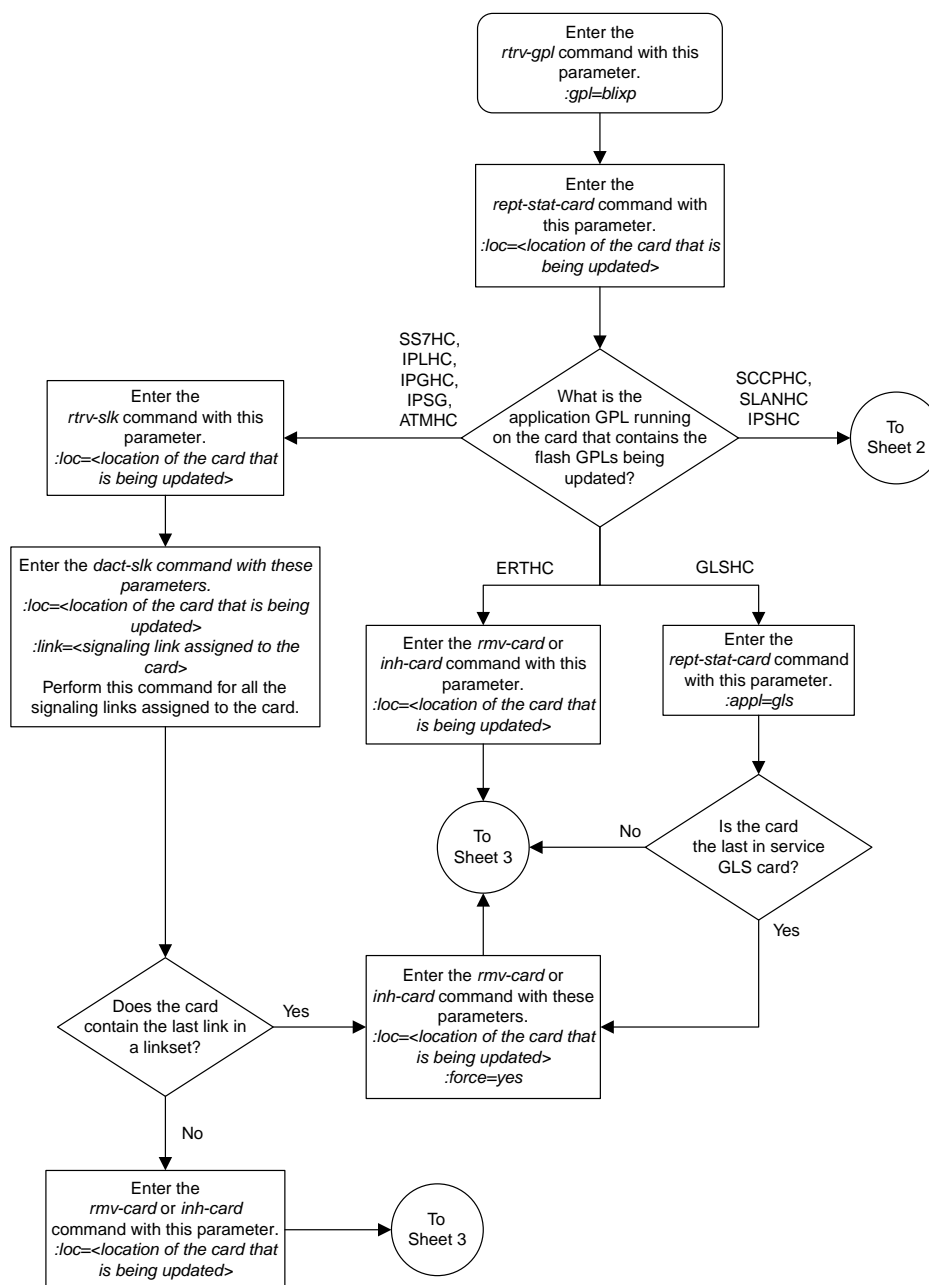 Enter the
rtrv-gpl command with this
parameter.
:gpl=blixp
Enter the
rept-stat-card command with
this parameter.
:loc=<location of the card that is
being updated>
What is the
application GPL running
on the card that contains the
flash GPLs being
updated?
SS7HC,
IPLHC,
IPGHC,
IPSG,
ATMHC
SCCPHC,
SLANHC
IPSHC
To
Sheet 2
Enter the
rtrv-slk command with this
parameter.
:loc=<location of the card that
is being updated>
Enter the dact-slk command with these
parameters.
:loc=<location of the card that is being
updated>
:link=<signaling link assigned to the
card>
Perform this command for all the
signaling links assigned to the card.
ERTHC
GLSHC
Enter the rmv-card or
inh-card command with this
parameter.
:loc=<location of the card that
is being updated>
Enter the
rept-stat-card command
with this parameter.
:appl=gls
To
Sheet 3
No
Is the card
the last in service
GLS card?
Yes
Does the card
contain the last link in
a linkset?
Yes
Enter the rmv-card or
inh-card command with these
parameters.
:loc=<location of the card that
is being updated>
:force=yes
No
Enter the
rmv-card or inh-card
command with this parameter.
:loc=<location of the card that
is being updated>
To
Sheet 3